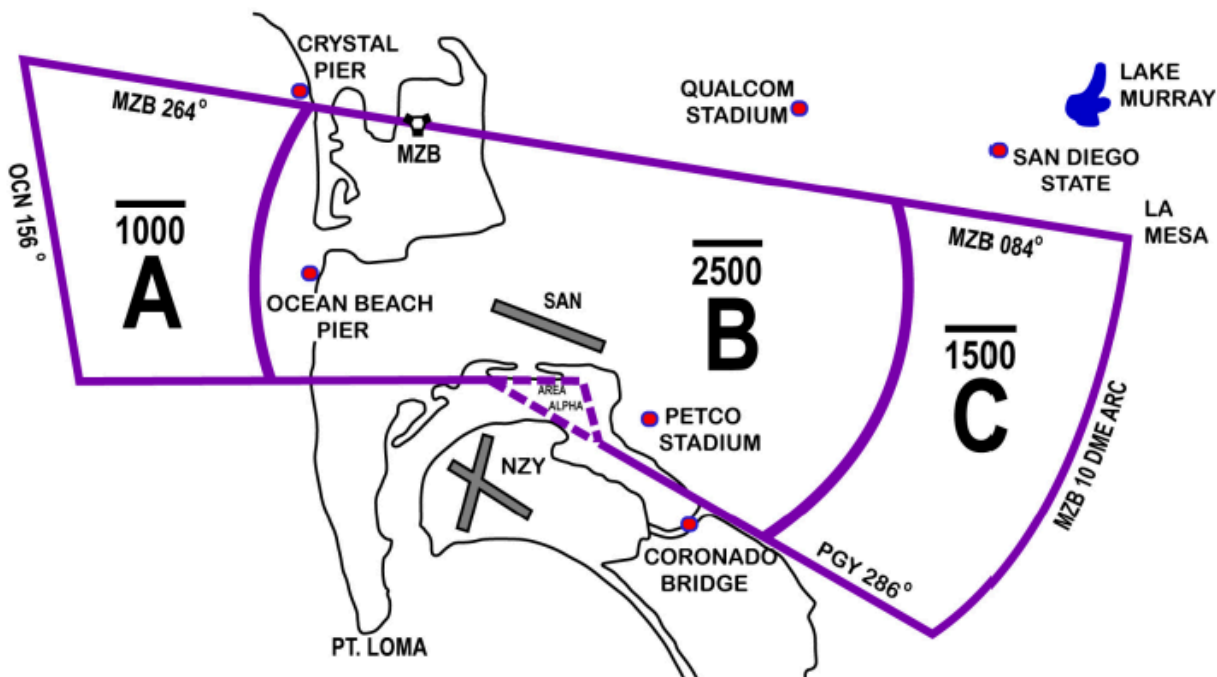 CRYSTAL
PIER
MZB 264°
OCN 156°
1000
A
MZB
QUALCOM
STADIUM
LAKE
MURRAY
SAN DIEGO
STATE
LA
MESA
MZB 084°
OCEAN BEACH
PIER
SAN
2500
B
1500
C
AREA
ALPHA
PETCO
STADIUM
NZY
MZB 10 DME ARC
CORONADO
BRIDGE
PGY 286°
PT. LOMA